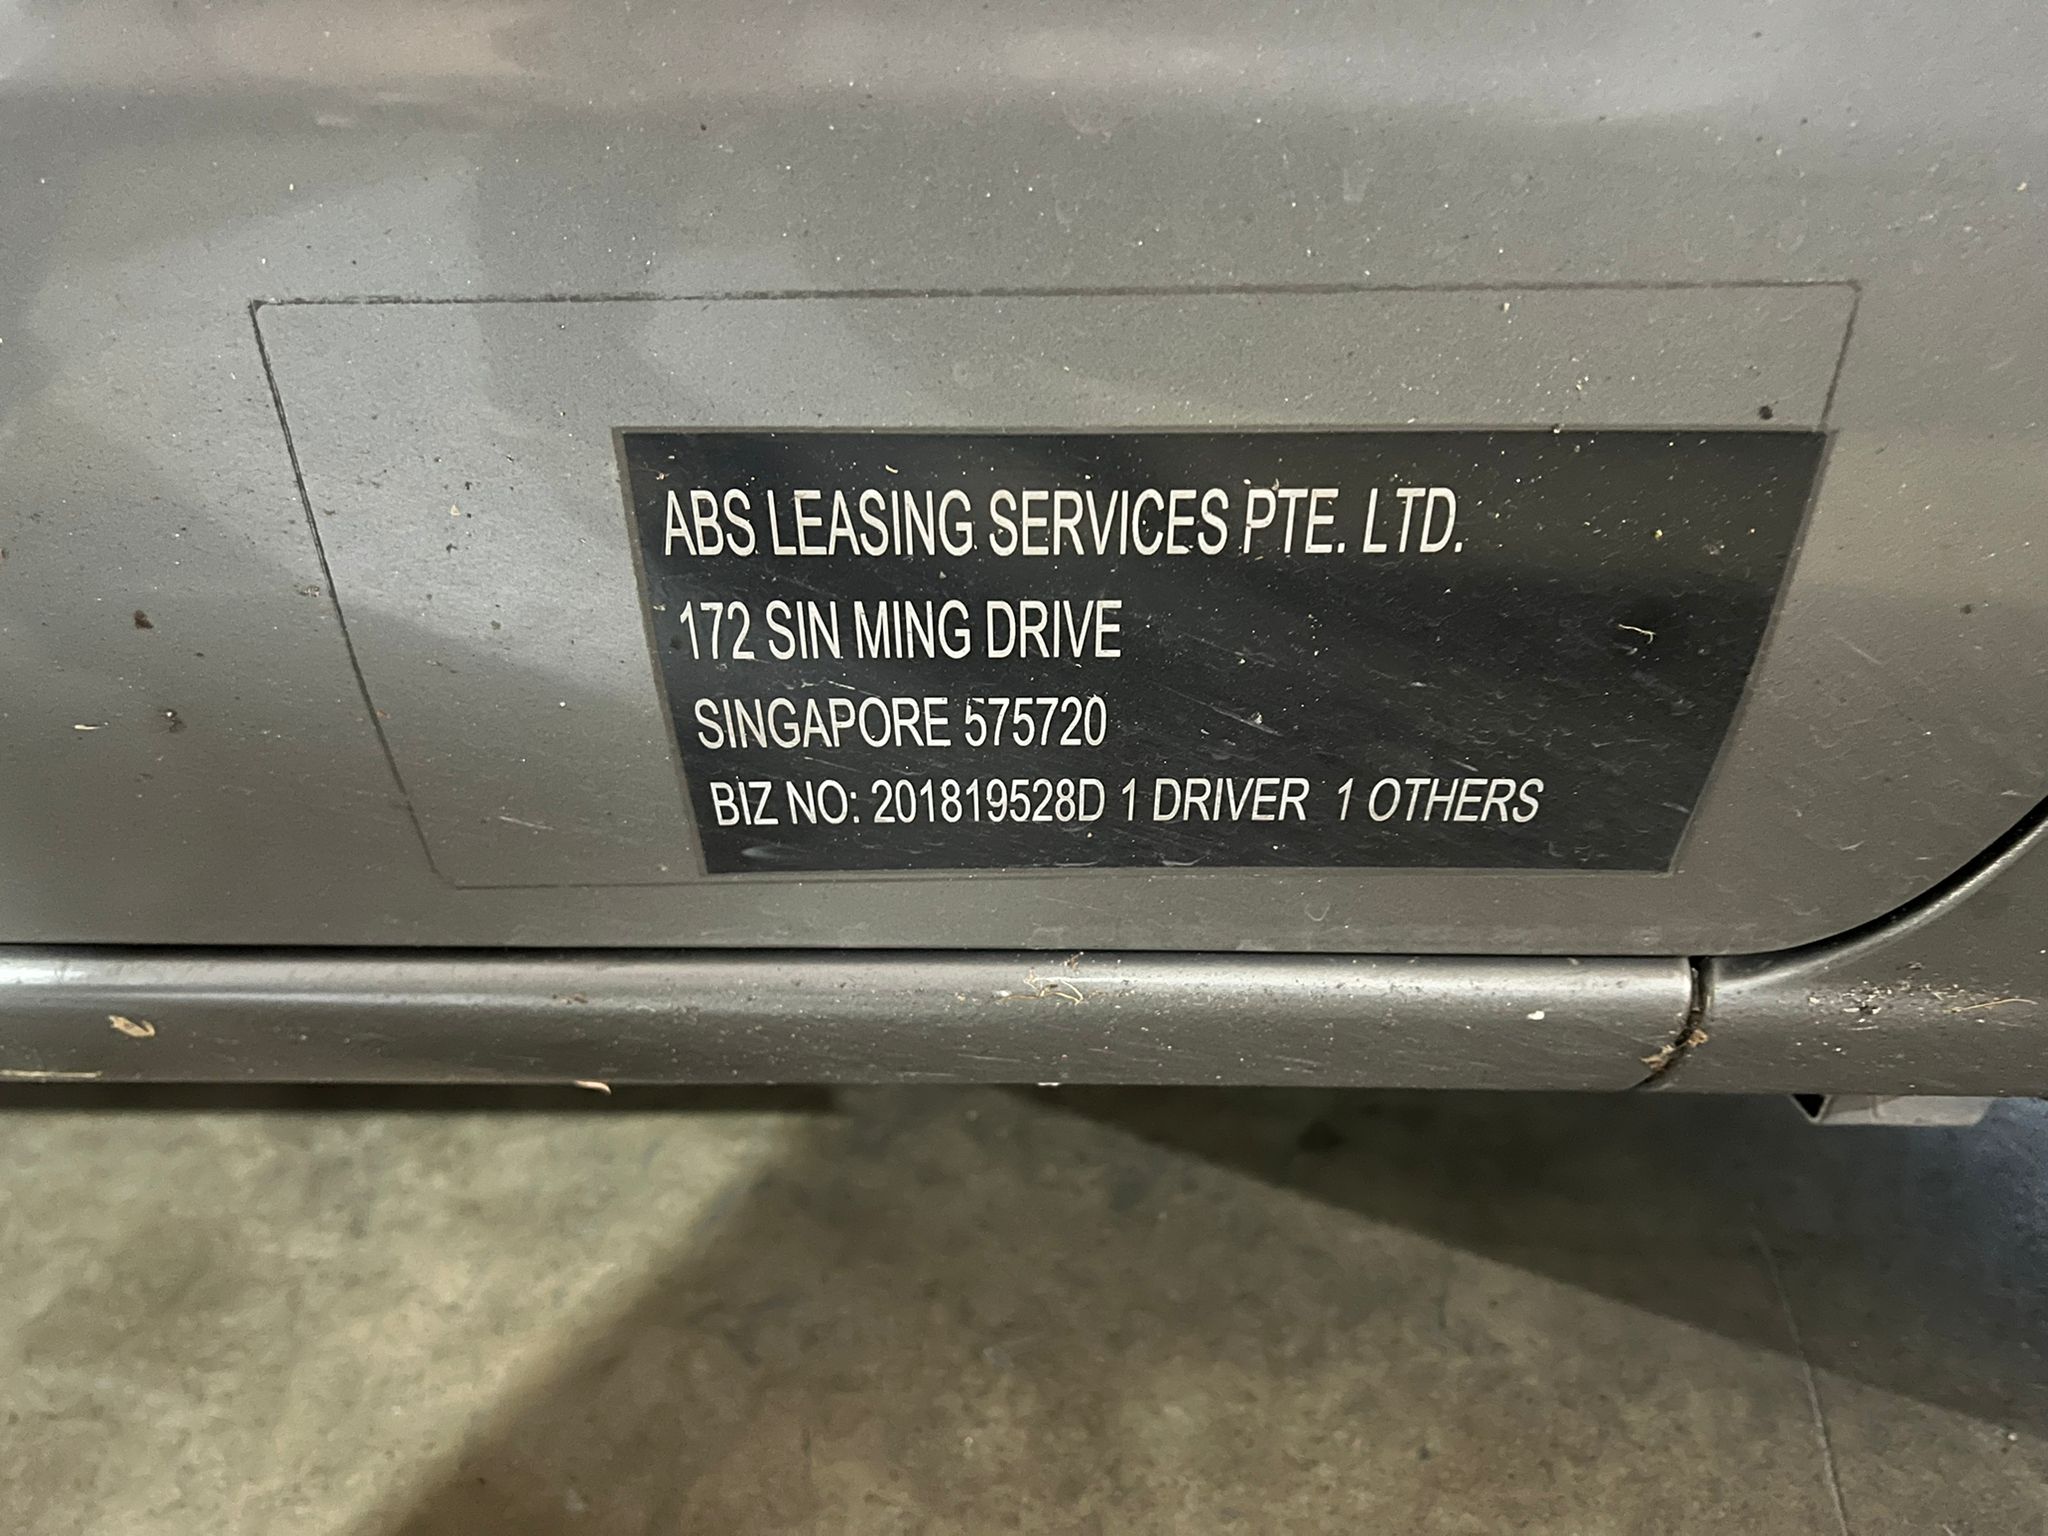 ABS LEASING SERVICES PTE. LTD.
172 SIN MING DRIVE
SINGAPORE 575720
BIZ NO: 201819528D 1 DRIVER 1 OTHERS